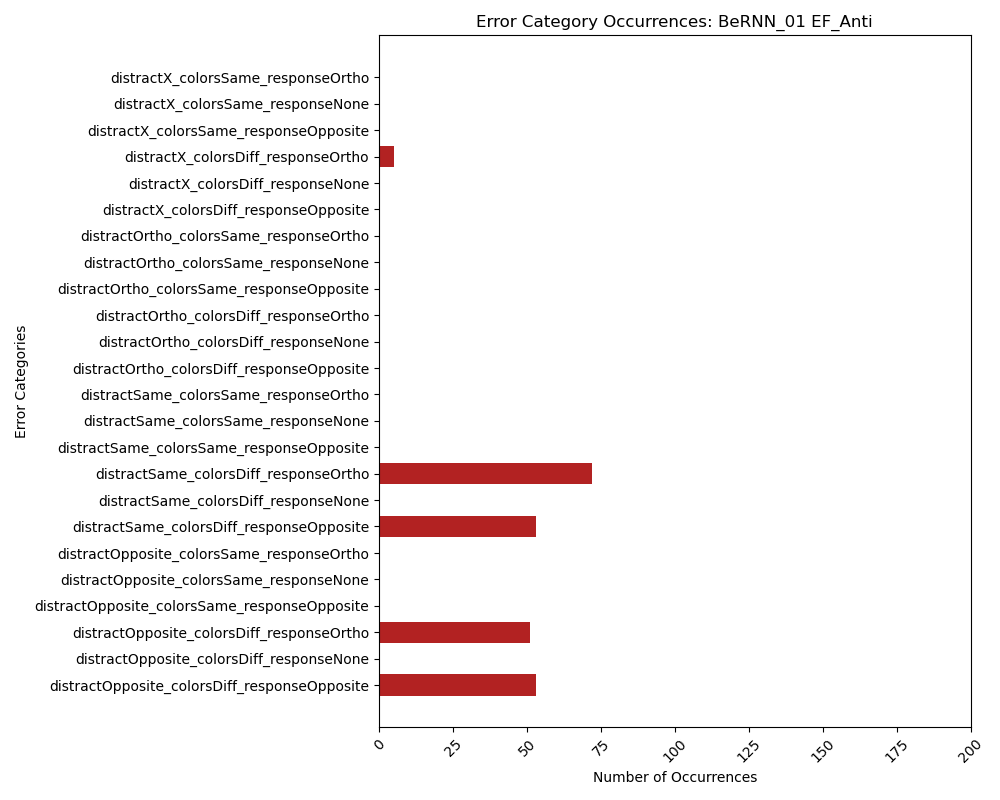 Error Category Occurrences: BeRNN_01 EF_Anti
distractX_colorsSame_responseOrtho
distractX_colorsSame_responseNone
distractX_colorsSame_responseOpposite
distractX_colorsDiff_responseOrtho
distractX_colorsDiff_responseNone
distractX_colorsDiff_responseOpposite
distractOrtho_colorsSame_responseOrtho
distractOrtho_colorsSame_responseNone
distractOrtho_colorsSame_responseOpposite
distractOrtho_colorsDiff_responseOrtho
distractOrtho_colorsDiff_responseNone
distractOrtho_colorsDiff_responseOpposite
distractSame_colorsSame_responseOrtho
distractSame_colorsSame_responseNone
distractSame_colorsSame_responseOpposite
distractSame_colorsDiff_responseOrtho
distractSame_colorsDiff_responseNone
distractSame_colorsDiff_responseOpposite
distractOpposite_colorsSame_responseOrtho
distractOpposite_colorsSame_responseNone
distractOpposite_colorsSame_responseOpposite
distractOpposite_colorsDiff_responseOrtho
distractOpposite_colorsDiff_responseNone
distractOpposite_colorsDiff_responseOpposite
Error Categories
0 25 50 75 100 125 150 175 200
Number of Occurrences